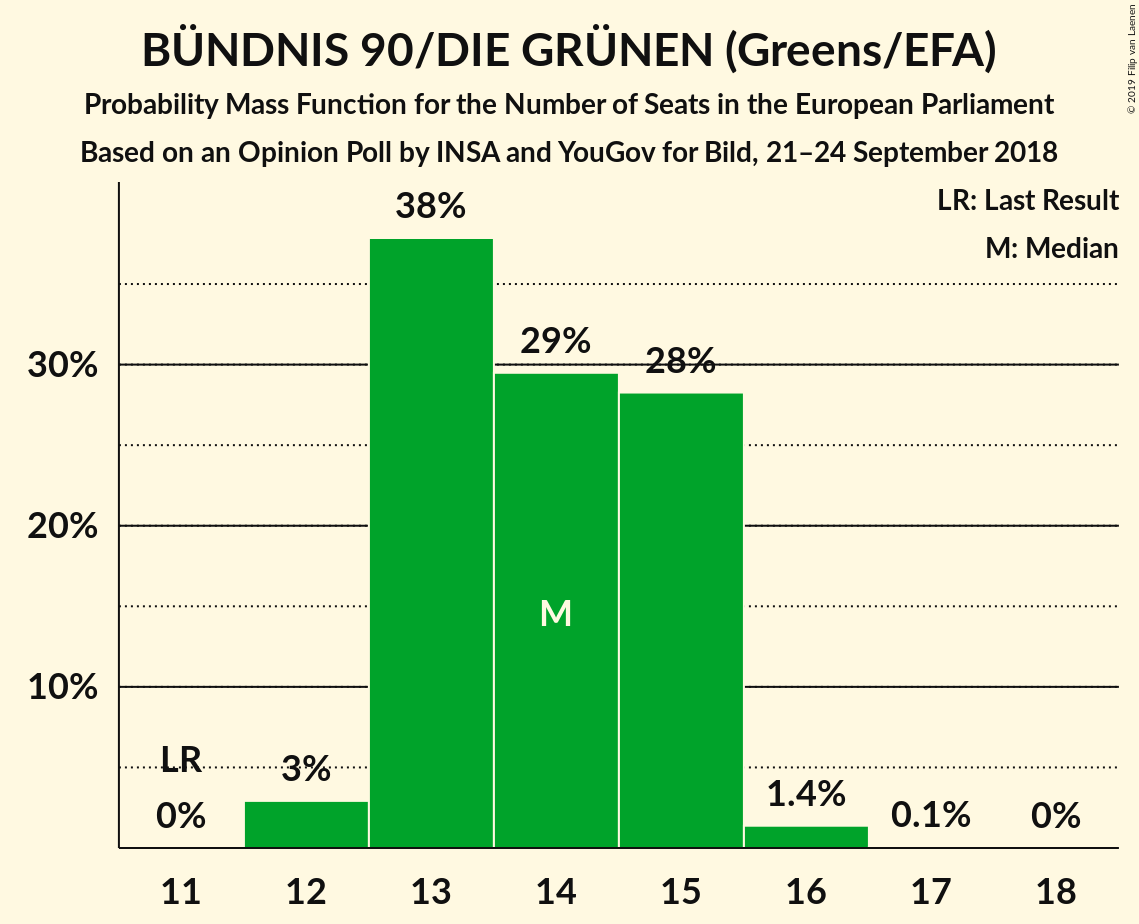 BÜNDNIS 90/DIE GRÜNEN (Greens/EFA)
Probability Mass Function for the Number of Seats in the European Parliament
Based on an Opinion Poll by INSA and YouGov for Bild, 21–24 September 2018
© 2019 Filip van Laenen
LR: Last Result
M: Median
38%
29%
28%
30%
20%
M
10%
LR
3%
0%
1.4%
0.1%
0%
11 12 13 14 15 16 17 18